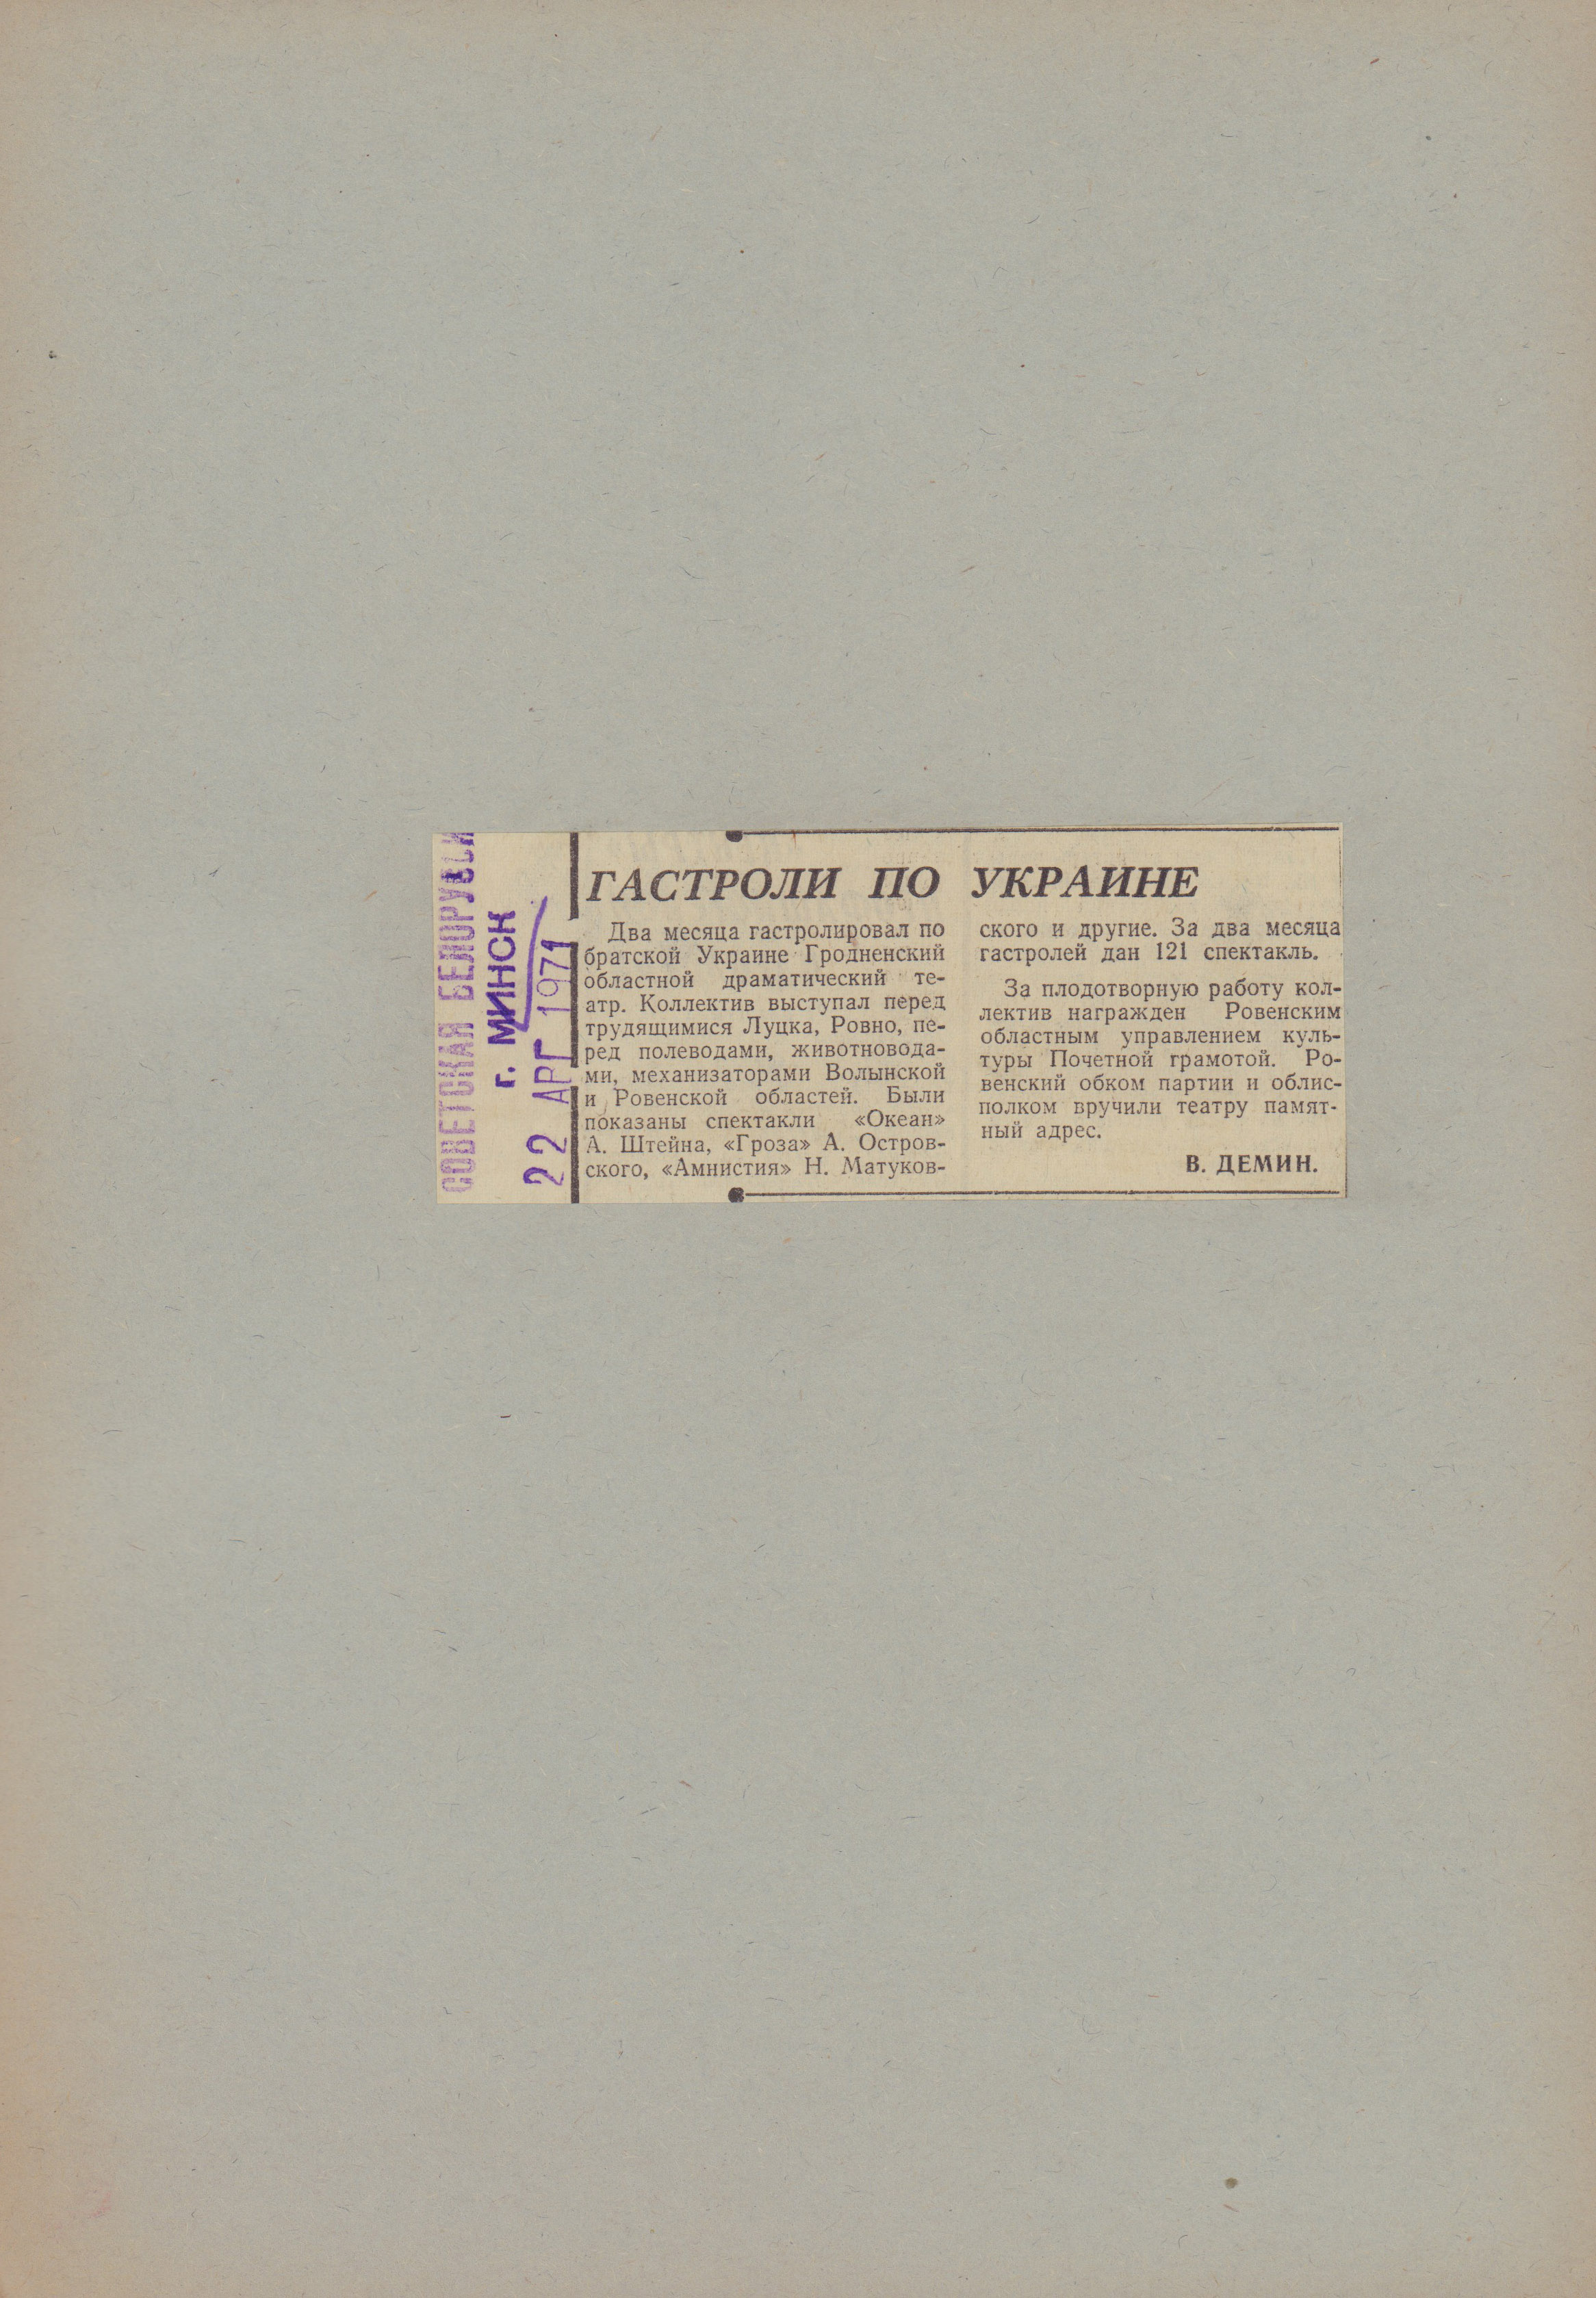 СОВЕТСКАЯ БЕЛОРУССИ
г. МИНСК
22 АПР 1971
ГАСТРОЛИ ПО УКРАИНЕ
Два месяца гастролировал по
братской Украине Гродненский
областной драматический те-
атр. Коллектив выступал перед
трудящимися Луцка, Ровно, пе-
ред полеводами, животновода-
ми, механизаторами Волынской
и Ровенской областей. Были
показаны спектакли «Океан»
А. Штейна, «Гроза» А. Остров-
ского, «Амнистия» Н. Матуков-
ского и другие. За два месяца
гастролей дан 121 спектакль.
За плодотворную работу кол-
лектив награжден Ровенским
областным управлением куль-
туры Почетной грамотой. Ро-
венский обком партии и облис-
полком вручили театру памят-
ный адрес.
В. ДЕМИН.